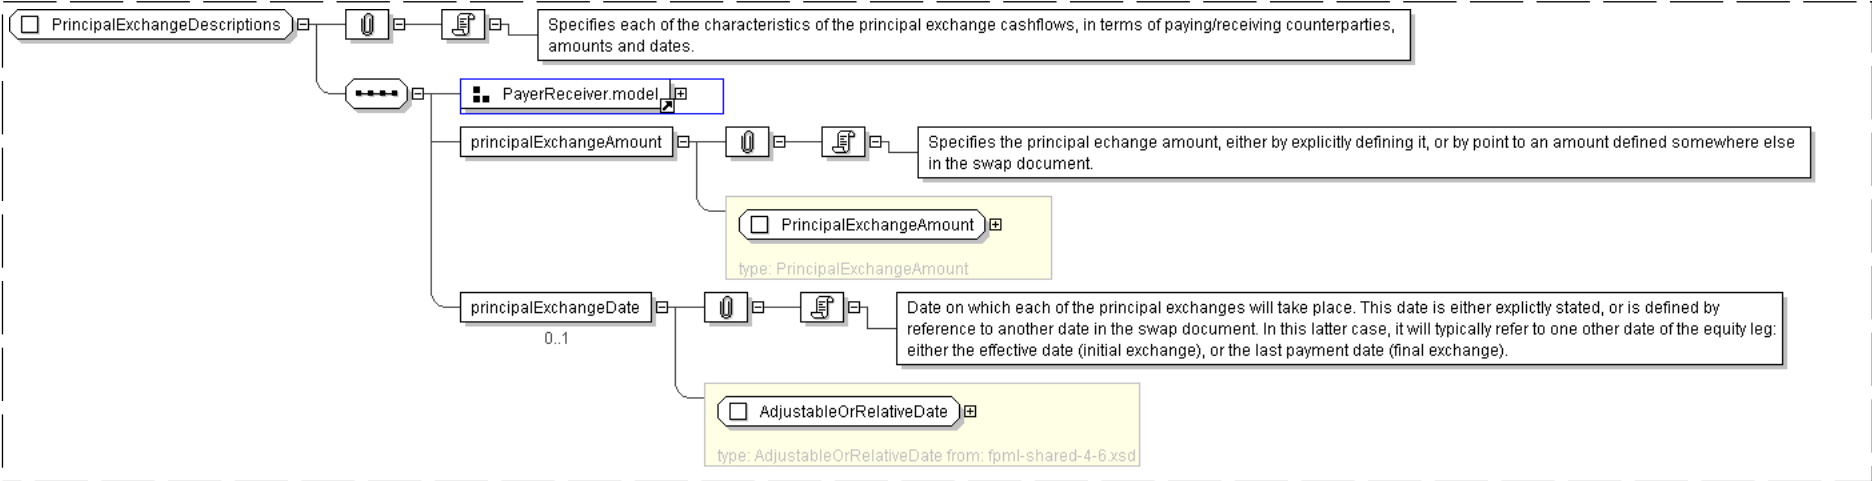 PrincipalExchangeDescriptions
Specifies each of the characteristics of the principal exchange cashflows, in terms of paying/receiving counterparties,
amounts and dates.
PayerReceiver.model
principalExchangeAmount
Specifies the principal echange amount, either by explicitly defining it, or by point to an amount defined somewhere else
in the swap document.
PrincipalExchangeAmount
type: PrincipalExchangeAmount
principalExchangeDate
0..1
Date on which each of the principal exchanges will take place. This date is either explictly stated, or is defined by
reference to another date in the swap document. In this latter case, it will typically refer to one other date of the equity leg:
either the effective date (initial exchange), or the last payment date (final exchange).
AdjustableOrRelativeDate
type: AdjustableOrRelativeDate from: fpml-shared-4-6.xsd